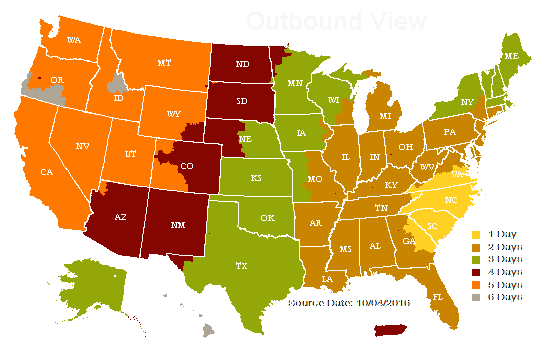 Outbound View
WA
ME
MT
ND
OR
MN
ID
SD
WI
NY
MI
WY
IA
PA
NE
NV
OH
IL
IN
UT
WV
VA
CO
CA
KS
MO
KY
NC
TN
OK
AZ
NM
AR
SC
MS
AL
GA
1 Day
2 Days
TX
LA
3 Days
4 Days
5 Days
FL
6 Days
Source Date: 10/04/2016